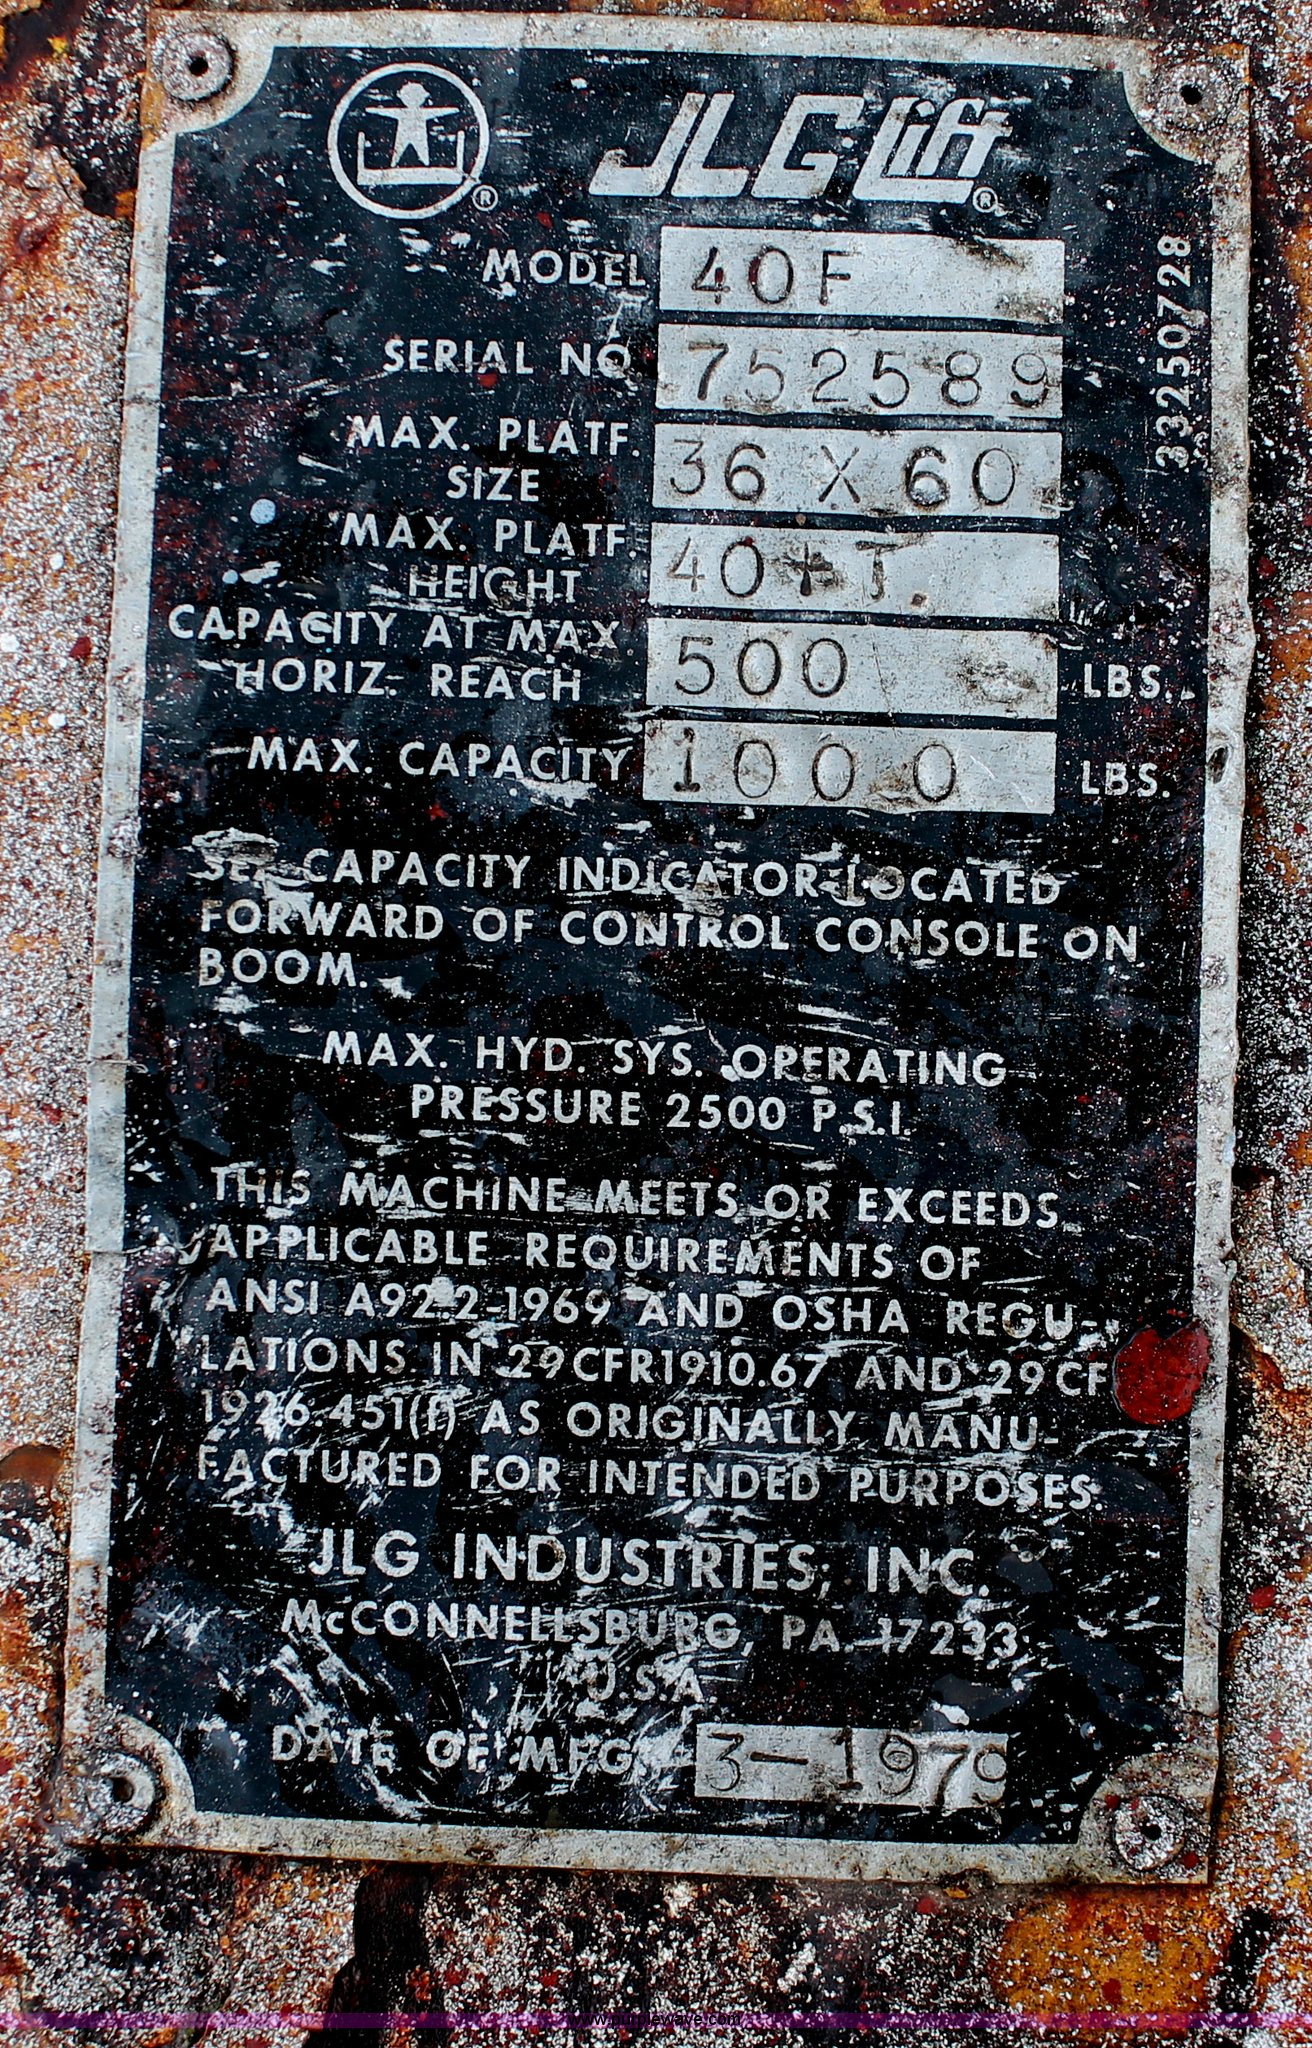 JLG Lift
®
®
MODEL 40F
SERIAL NO 752589
MAX. PLATF. SIZE 36 X 60
MAX. PLATF. HEIGHT 40
CAPACITY AT MAX HORIZ. REACH 500 LBS.
MAX. CAPACITY 1000 LBS.
33250728
SEE CAPACITY INDICATOR LOCATED
FORWARD OF CONTROL CONSOLE ON
BOOM.
MAX. HYD. SYS. OPERATING
PRESSURE 2500 P.S.I.
THIS MACHINE MEETS OR EXCEEDS
APPLICABLE REQUIREMENTS OF
ANSI A92.2-1969 AND OSHA REGU-
LATIONS IN 29CFR1910.67 AND 29CF
1926.451(f) AS ORIGINALLY MANU-
FACTURED FOR INTENDED PURPOSES.
JLG INDUSTRIES, INC.
McCONNELLSBURG, PA 17233
U.S.A.
DATE OF MFG. 3-1979
www.purplewave.com